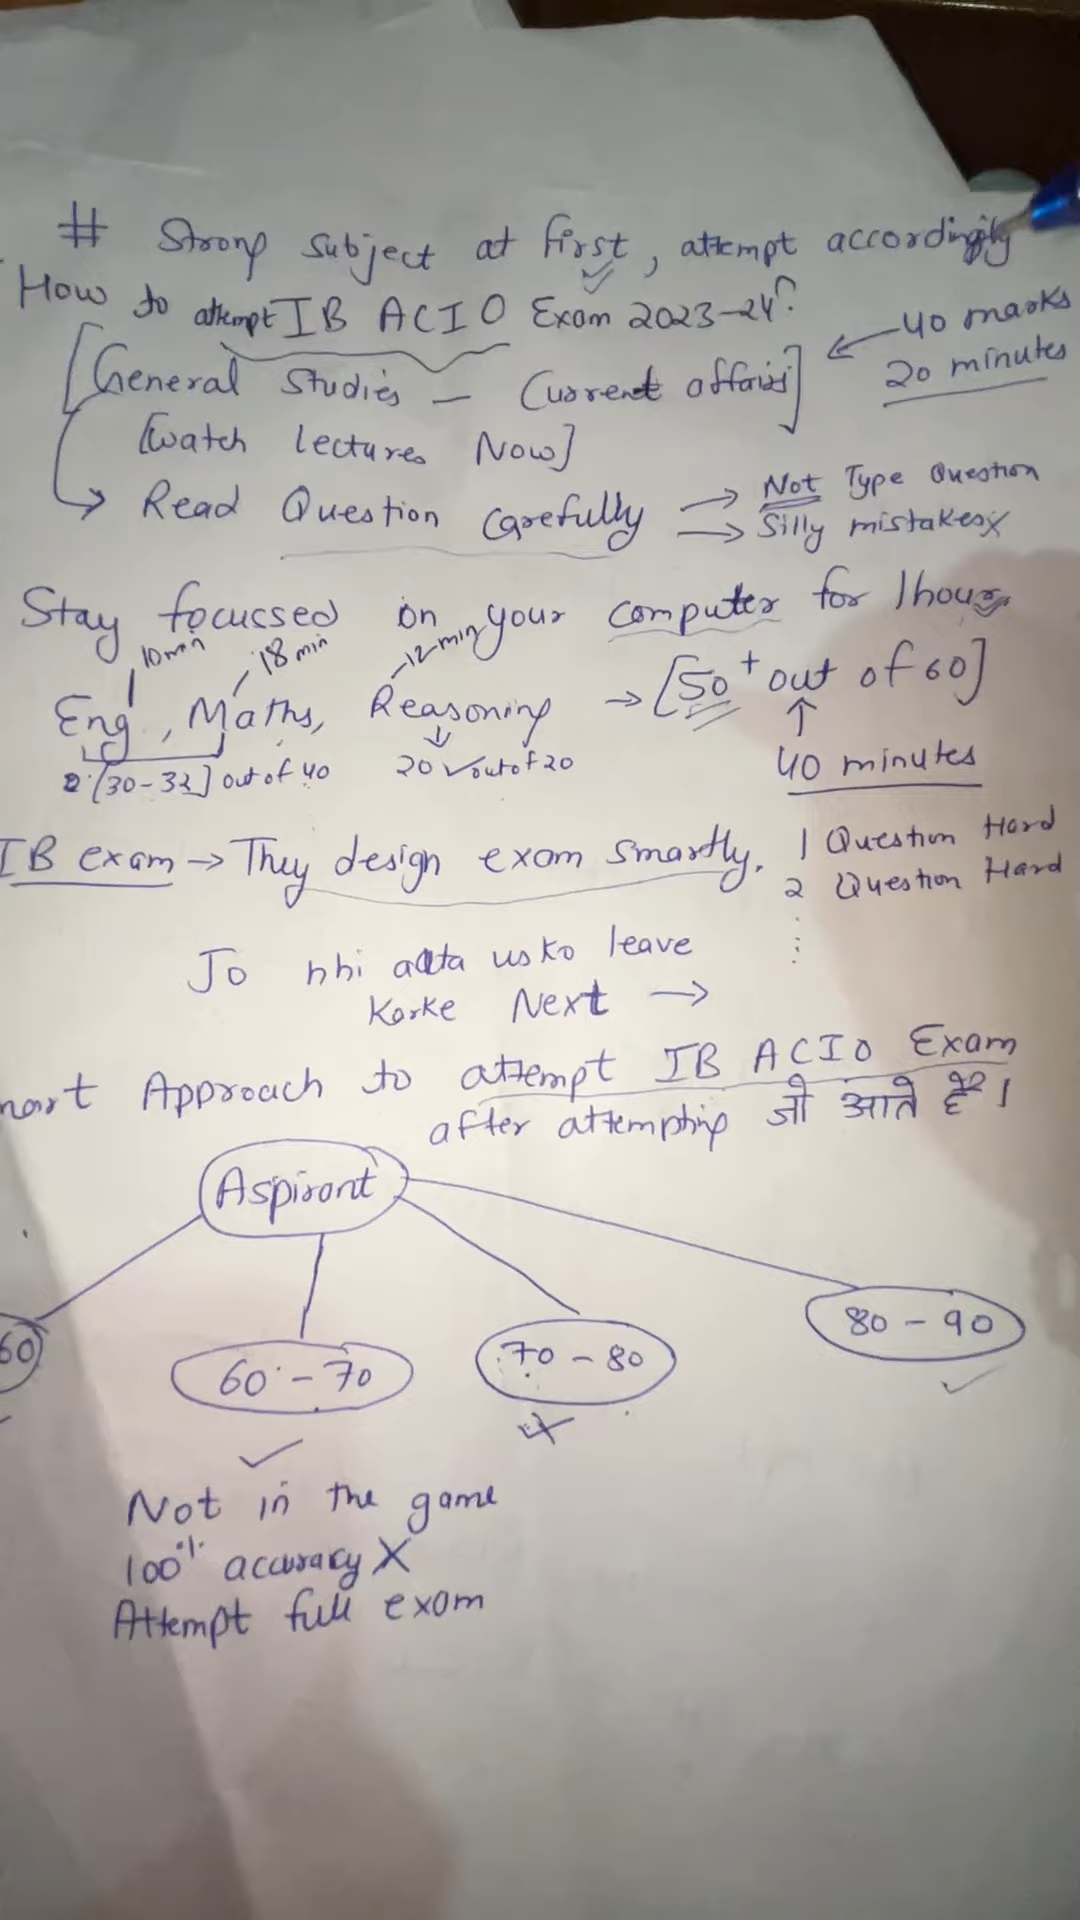 # Strong subject at first, attempt accordingly
How to attempt IB ACIO Exam 2023-24?
40 marks
20 minutes
[General Studies - Current affairs]
[Watch lectures Now]
Read Question Carefully → Not Type Question
→ Silly mistakes x
Stay focussed on your computer for 1 hour
10 min 18 min 12 min
Eng, Maths, Reasoning → [50+ out of 60]
[30-32] out of 40 20 ✓ out of 20
40 minutes
IB exam → They design exam smartly.
1 Question Hard
2 Question Hard
Jo nhi aata usko leave
Karke Next →
mart Approach to attempt IB ACIO Exam
after attempting जो आते हैं।
Aspirant
60
60 - 70
70 - 80
80 - 90
Not in the game
100% accuracy X
Attempt full exam